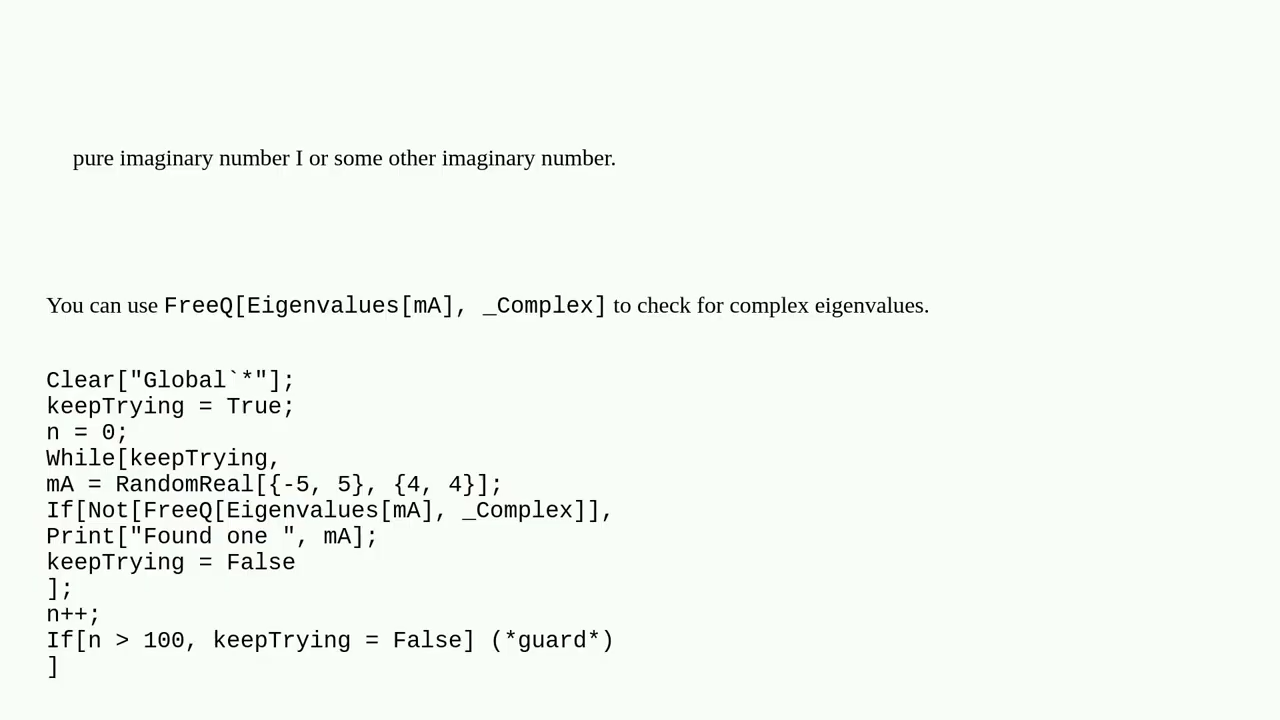 pure imaginary number I or some other imaginary number.
You can use FreeQ[Eigenvalues[mA], _Complex] to check for complex eigenvalues.
Clear["Global`*"];
keepTrying = True;
n = 0;
While[keepTrying,
mA = RandomReal[{-5, 5}, {4, 4}];
If[Not[FreeQ[Eigenvalues[mA], _Complex]],
Print["Found one ", mA];
keepTrying = False
];
n++;
If[n > 100, keepTrying = False] (*guard*)
]